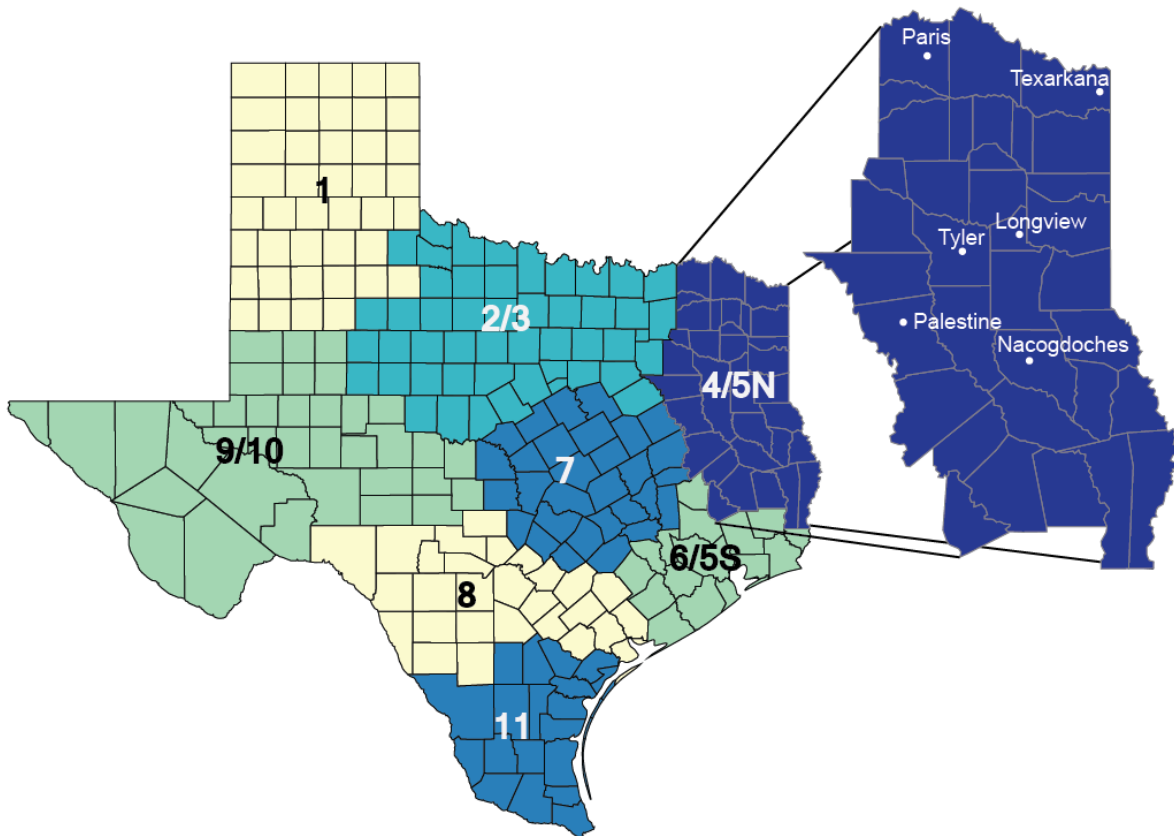 Paris
Texarkana
1
Longview
Tyler
2/3
Palestine
Nacogdoches
4/5N
9/10
7
6/5S
8
11